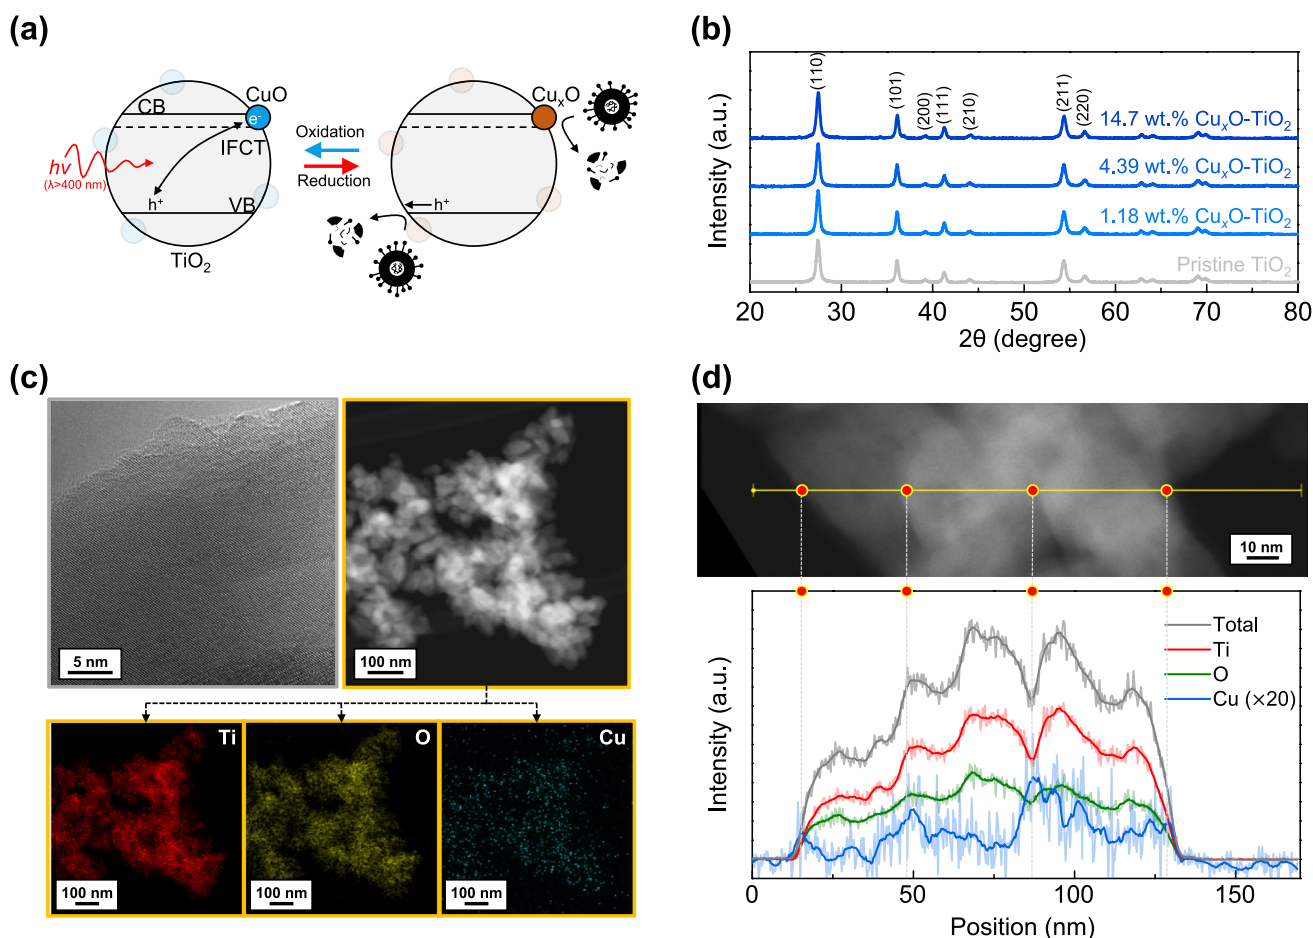 (a)
CB
CuO
e⁻
IFCT
hν
(λ>400 nm)
h⁺
VB
TiO₂
Oxidation
Reduction
CuₓO
h⁺
(b)
Intensity (a.u.)
(110)
(101)
(200)
(111)
(210)
(211)
(220)
14.7 wt.% CuₓO-TiO₂
4.39 wt.% CuₓO-TiO₂
1.18 wt.% CuₓO-TiO₂
Pristine TiO₂
20 30 40 50 60 70 80
2θ (degree)
(c)
5 nm
100 nm
Ti
100 nm
O
100 nm
Cu
100 nm
(d)
10 nm
Intensity (a.u.)
Total
Ti
O
Cu (×20)
0 50 100 150
Position (nm)